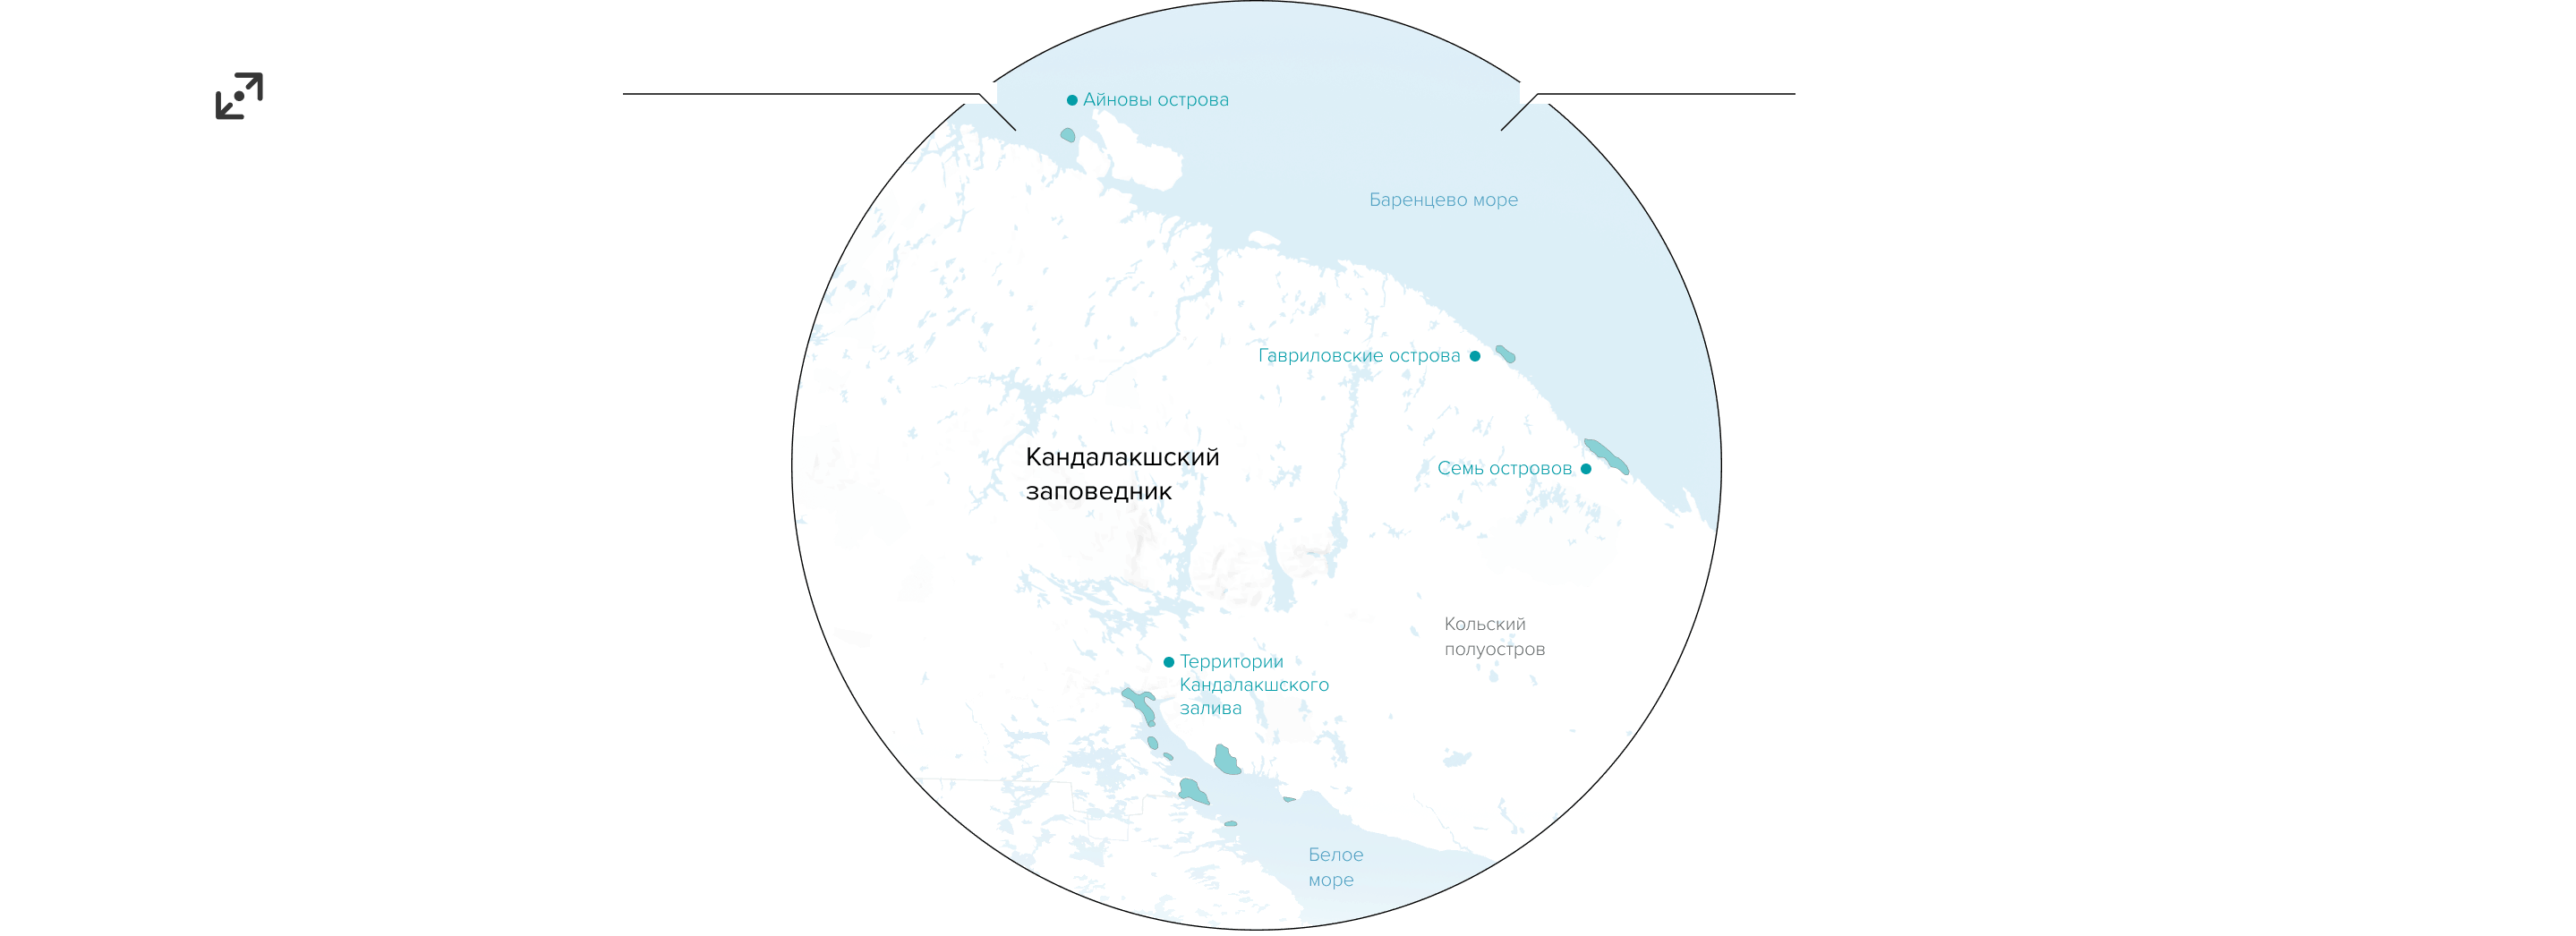 Айновы острова
Баренцево море
Гавриловские острова
Кандалакшский
заповедник
Семь островов
Кольский
полуостров
Территории
Кандалакшского
залива
Белое
море